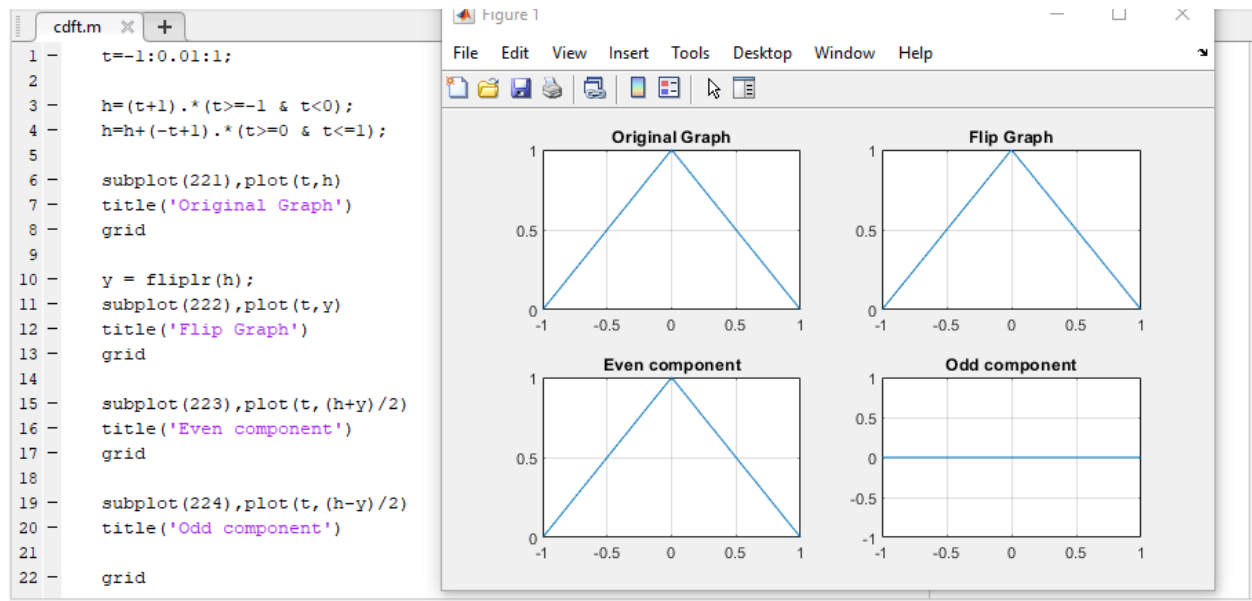 cdft.m × +
1 − t=-1:0.01:1;
2
3 − h=(t+1).*(t>=-1 & t<0);
4 − h=h+(-t+1).*(t>=0 & t<=1);
5
6 − subplot(221),plot(t,h)
7 − title('Original Graph')
8 − grid
9
10 − y = fliplr(h);
11 − subplot(222),plot(t,y)
12 − title('Flip Graph')
13 − grid
14
15 − subplot(223),plot(t,(h+y)/2)
16 − title('Even component')
17 − grid
18
19 − subplot(224),plot(t,(h-y)/2)
20 − title('Odd component')
21
22 − grid
Figure 1
File Edit View Insert Tools Desktop Window Help
Original Graph
1
0.5
0
-1 -0.5 0 0.5 1
Flip Graph
1
0.5
0
-1 -0.5 0 0.5 1
Even component
1
0.5
0
-1 -0.5 0 0.5 1
Odd component
1
0.5
0
-0.5
-1
-1 -0.5 0 0.5 1